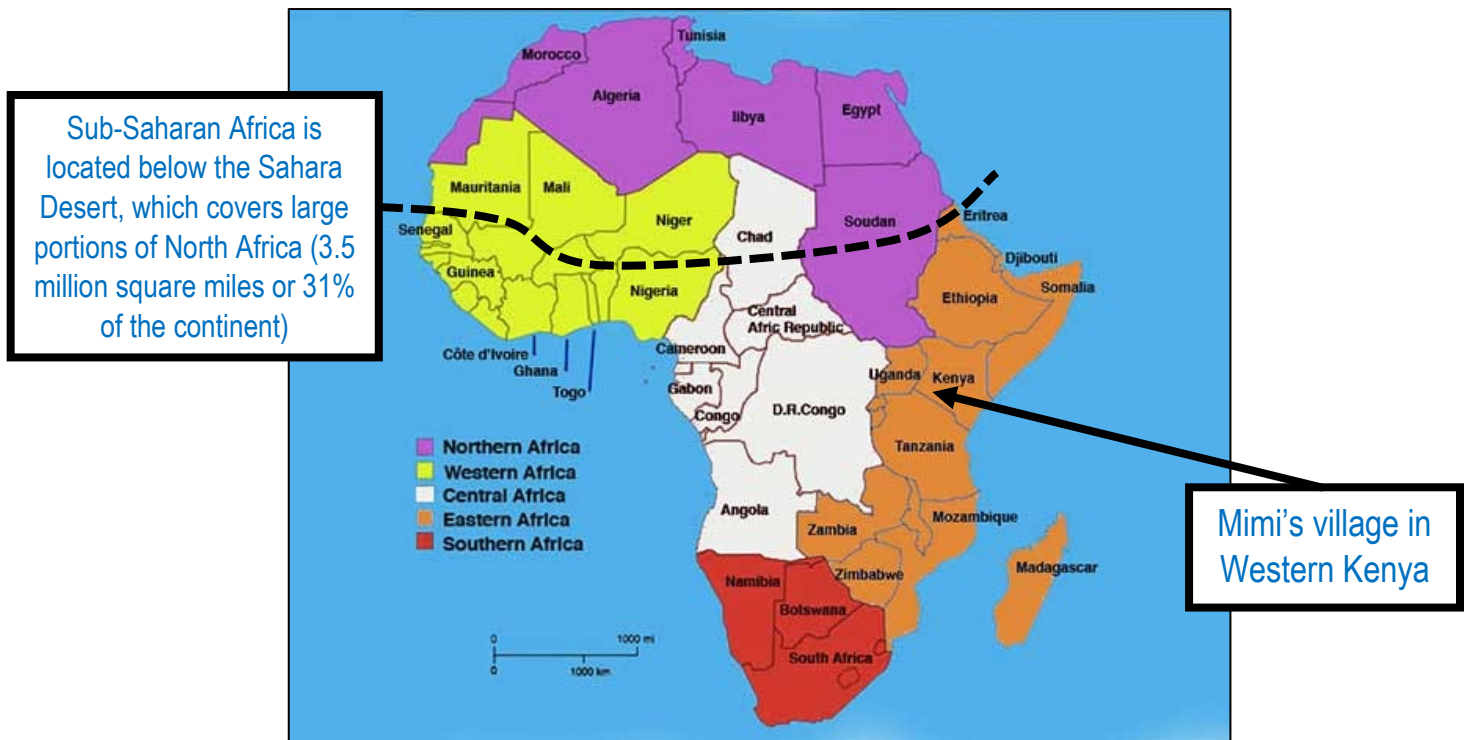 Sub-Saharan Africa is
located below the Sahara
Desert, which covers large
portions of North Africa (3.5
million square miles or 31%
of the continent)
Tunisia
Morocco
Algeria
libya
Egypt
Mauritania
Mali
Niger
Chad
Soudan
Eritrea
Senegal
Guinea
Nigeria
Djibouti
Somalia
Ethiopia
Central
Afric Republic
Côte d'Ivoire
Ghana
Togo
Cameroon
Gabon
Congo
D.R.Congo
Uganda
Kenya
Tanzania
Northern Africa
Western Africa
Central Africa
Eastern Africa
Southern Africa
Angola
Zambia
Mozambique
Zimbabwe
Madagascar
Namibia
Botswana
South Africa
0 1000 mi
0 1000 km
Mimi's village in
Western Kenya